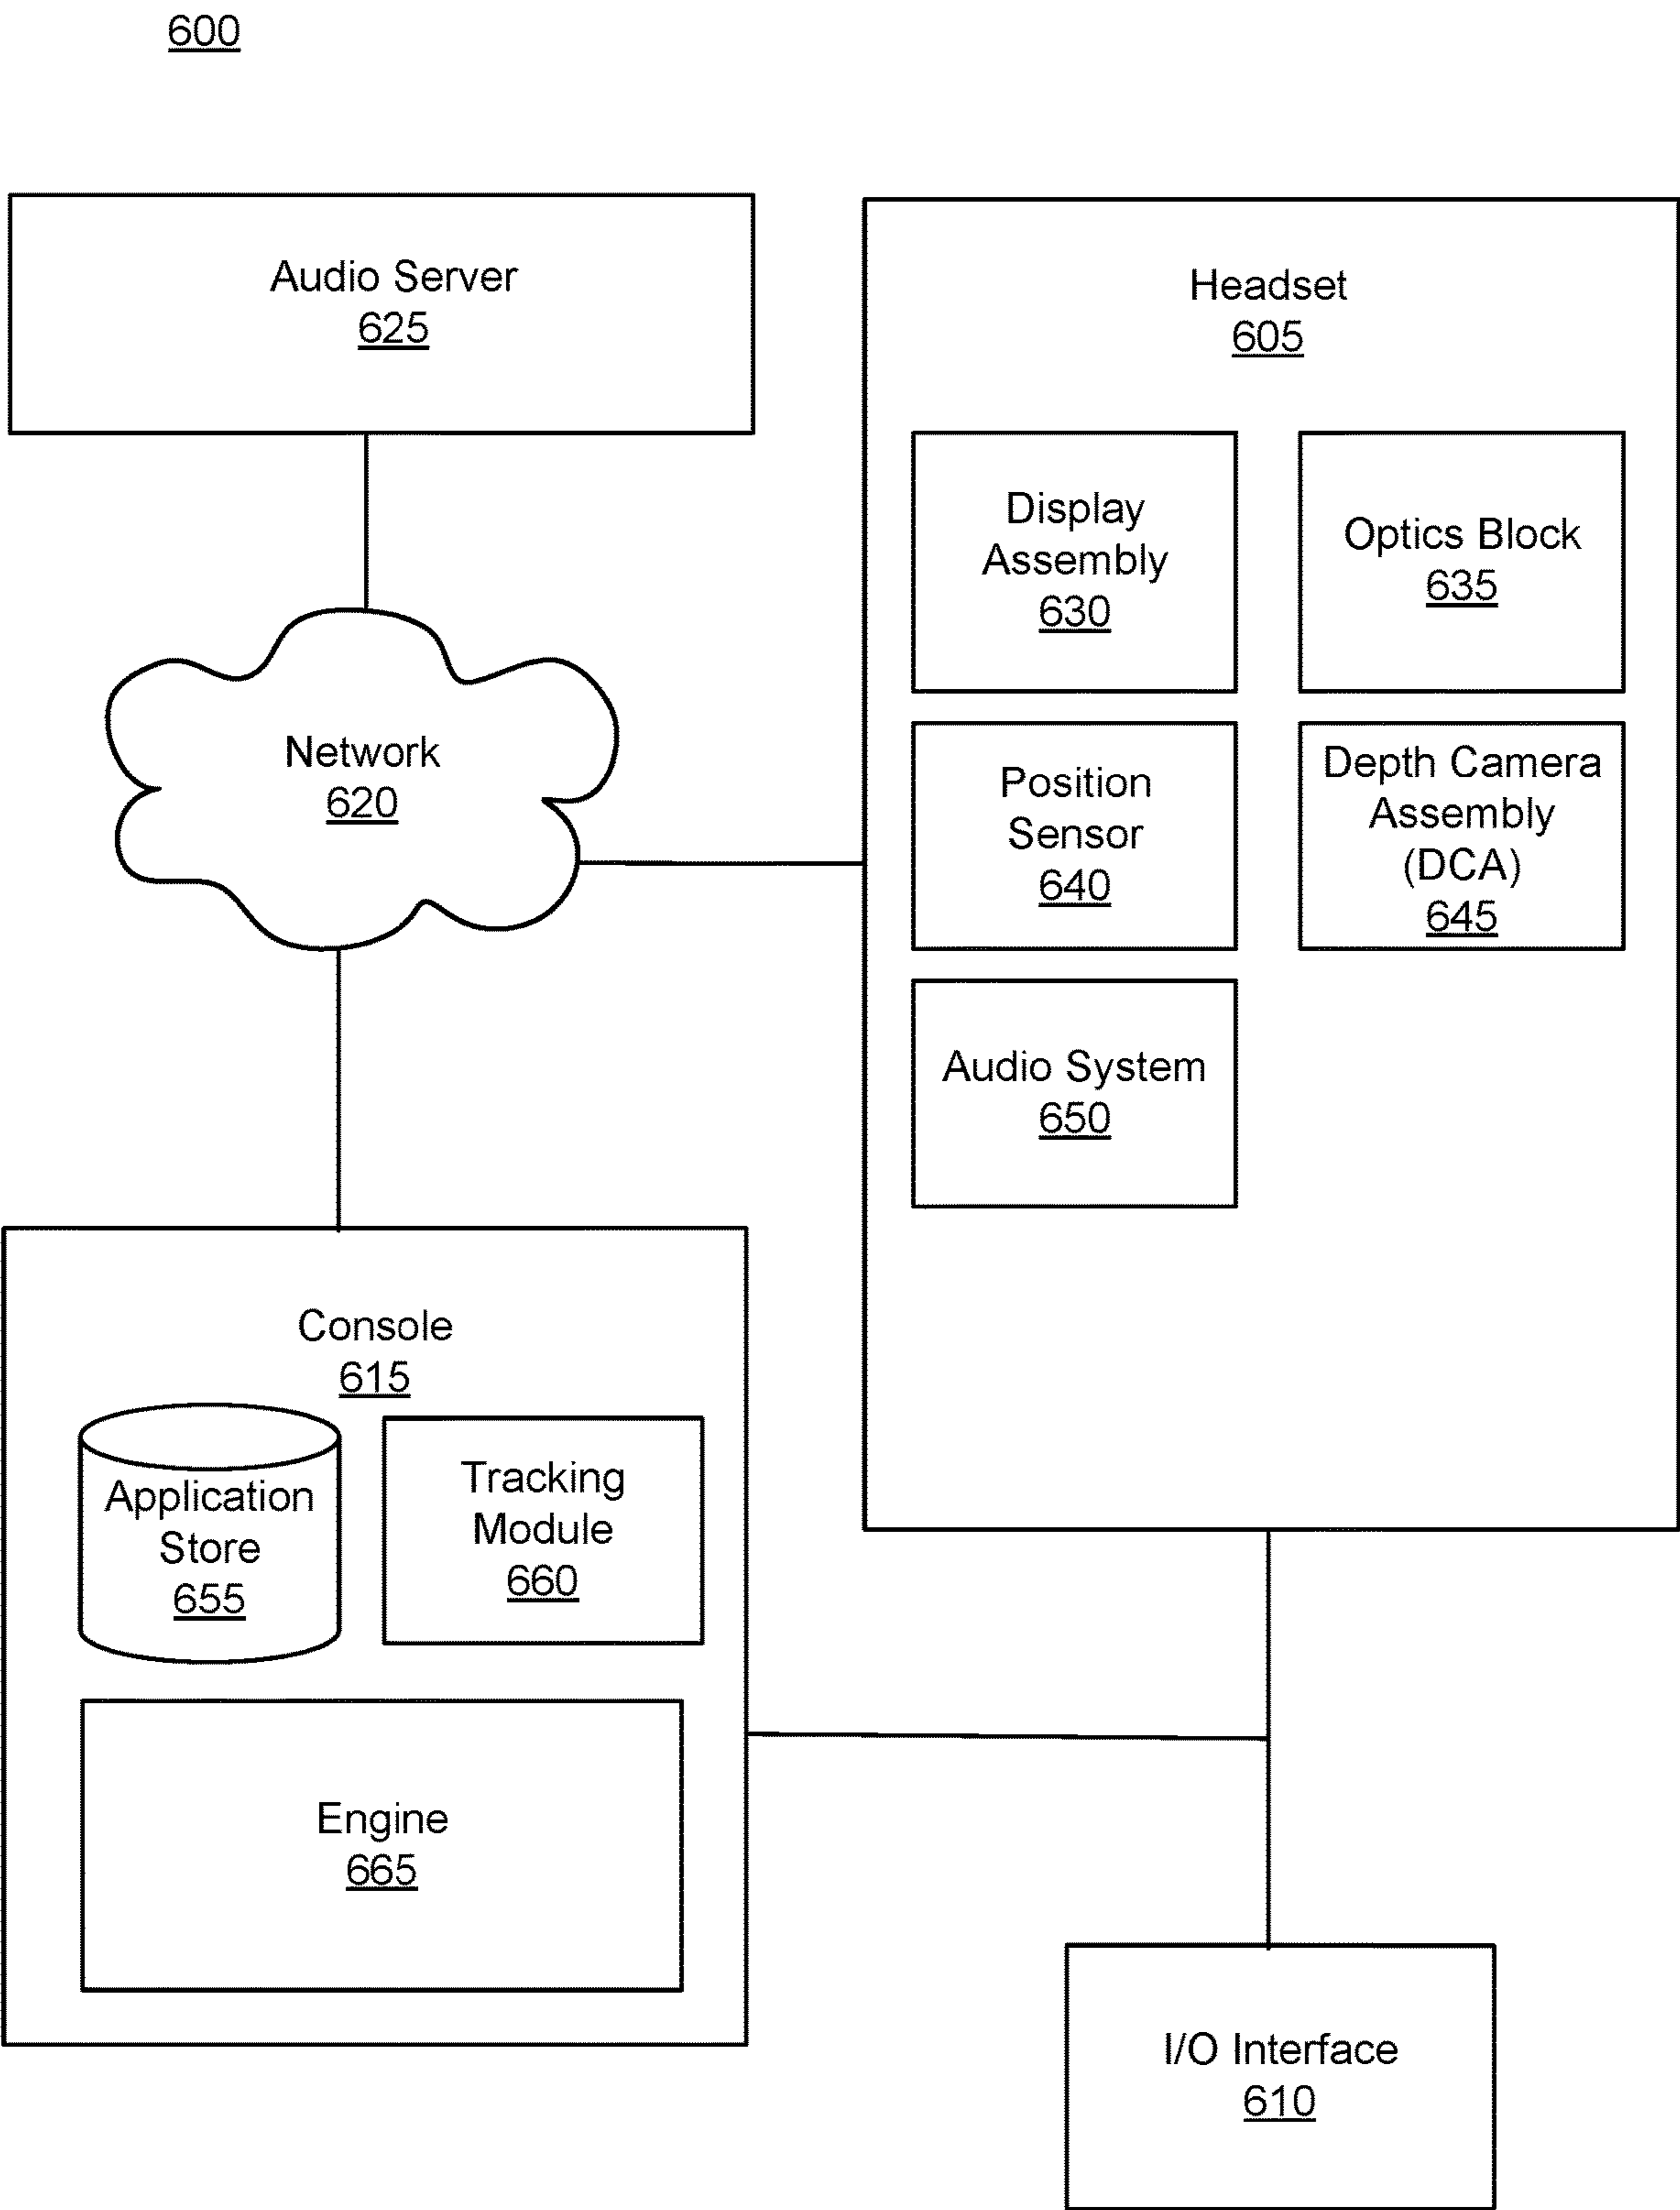 600
Audio Server
625
Headset
605
Display
Assembly
630
Optics Block
635
Network
620
Position
Sensor
640
Depth Camera
Assembly
(DCA)
645
Audio System
650
Console
615
Application
Store
655
Tracking
Module
660
Engine
665
I/O Interface
610